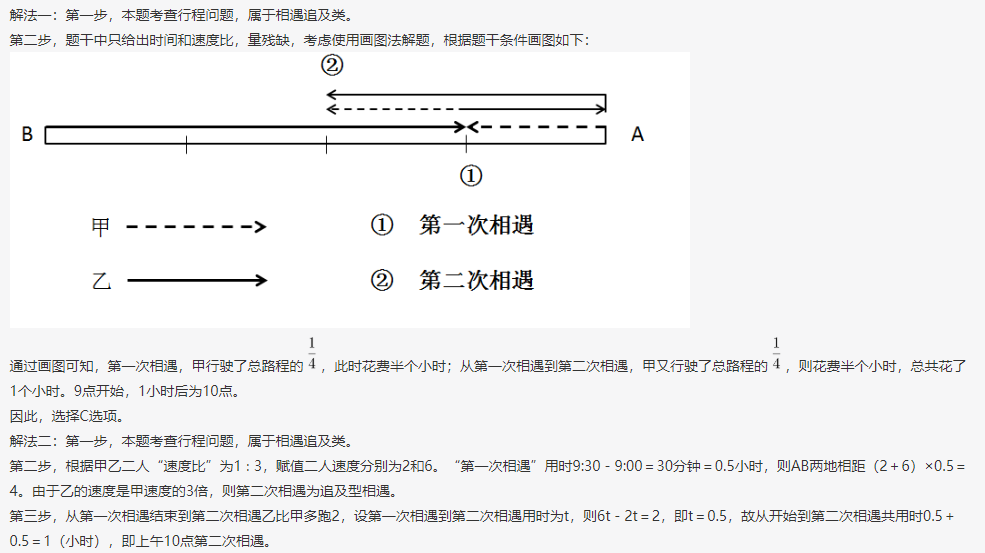 解法一：第一步，本题考查行程问题，属于相遇追及类。
第二步，题干中只给出时间和速度比，量残缺，考虑使用画图法解题，根据题干条件画图如下：
②
B
A
①
甲
① 第一次相遇
乙
② 第二次相遇
通过画图可知，第一次相遇，甲行驶了总路程的1/4，此时花费半个小时；从第一次相遇到第二次相遇，甲又行驶了总路程的1/4，则花费半个小时，总共花了
1个小时。9点开始，1小时后为10点。
因此，选择C选项。
解法二：第一步，本题考查行程问题，属于相遇追及类。
第二步，根据甲乙二人“速度比”为1：3，赋值二人速度分别为2和6。“第一次相遇”用时9:30－9:00＝30分钟＝0.5小时，则AB两地相距（2＋6）×0.5＝
4。由于乙的速度是甲速度的3倍，则第二次相遇为追及型相遇。
第三步，从第一次相遇结束到第二次相遇乙比甲多跑2，设第一次相遇到第二次相遇用时为t，则6t－2t＝2，即t＝0.5，故从开始到第二次相遇共用时0.5＋
0.5＝1（小时），即上午10点第二次相遇。